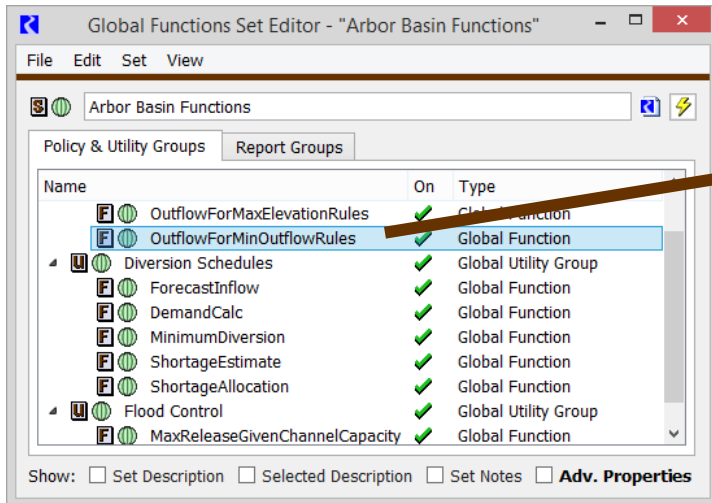 Global Functions Set Editor - "Arbor Basin Functions"
File Edit Set View
S Arbor Basin Functions
Policy & Utility Groups Report Groups
Name On Type
F OutflowForMaxElevationRules Global Function
F OutflowForMinOutflowRules Global Function
U Diversion Schedules Global Utility Group
F ForecastInflow Global Function
F DemandCalc Global Function
F MinimumDiversion Global Function
F ShortageEstimate Global Function
F ShortageAllocation Global Function
U Flood Control Global Utility Group
F MaxReleaseGivenChannelCapacity Global Function
Show: Set Description Selected Description Set Notes Adv. Properties